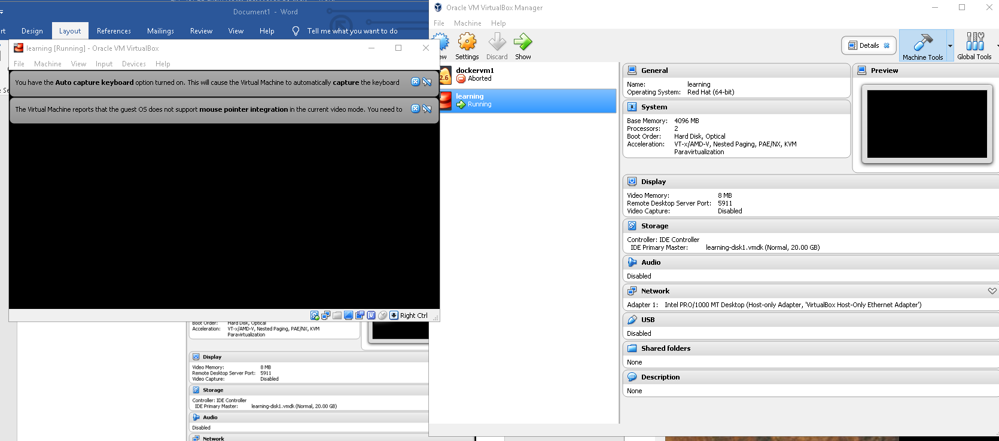 Document1 - Word
Design Layout References Mailings Review View Help Tell me what you want to do
learning [Running] - Oracle VM VirtualBox
File Machine View Input Devices Help
You have the Auto capture keyboard option turned on. This will cause the Virtual Machine to automatically capture the keyboard
The Virtual Machine reports that the guest OS does not support mouse pointer integration in the current video mode. You need to
Right Ctrl
Boot Order: Hard Disk, Optical
Acceleration: VT-x/AMD-V, Nested Paging, PAE/NX, KVM
Paravirtualization
Display
Video Memory: 8 MB
Remote Desktop Server Port: 5911
Video Capture: Disabled
Storage
Controller: IDE Controller
IDE Primary Master: learning-disk1.vmdk (Normal, 20.00 GB)
Audio
Disabled
Network
Oracle VM VirtualBox Manager
File Machine Help
Settings Discard Show
Details
Machine Tools
Global Tools
2.6
dockervm1
Aborted
learning
Running
General
Name: learning
Operating System: Red Hat (64-bit)
Preview
System
Base Memory: 4096 MB
Processors: 2
Boot Order: Hard Disk, Optical
Acceleration: VT-x/AMD-V, Nested Paging, PAE/NX, KVM
Paravirtualization
Display
Video Memory: 8 MB
Remote Desktop Server Port: 5911
Video Capture: Disabled
Storage
Controller: IDE Controller
IDE Primary Master: learning-disk1.vmdk (Normal, 20.00 GB)
Audio
Disabled
Network
Adapter 1: Intel PRO/1000 MT Desktop (Host-only Adapter, 'VirtualBox Host-Only Ethernet Adapter')
USB
Disabled
Shared folders
None
Description
None